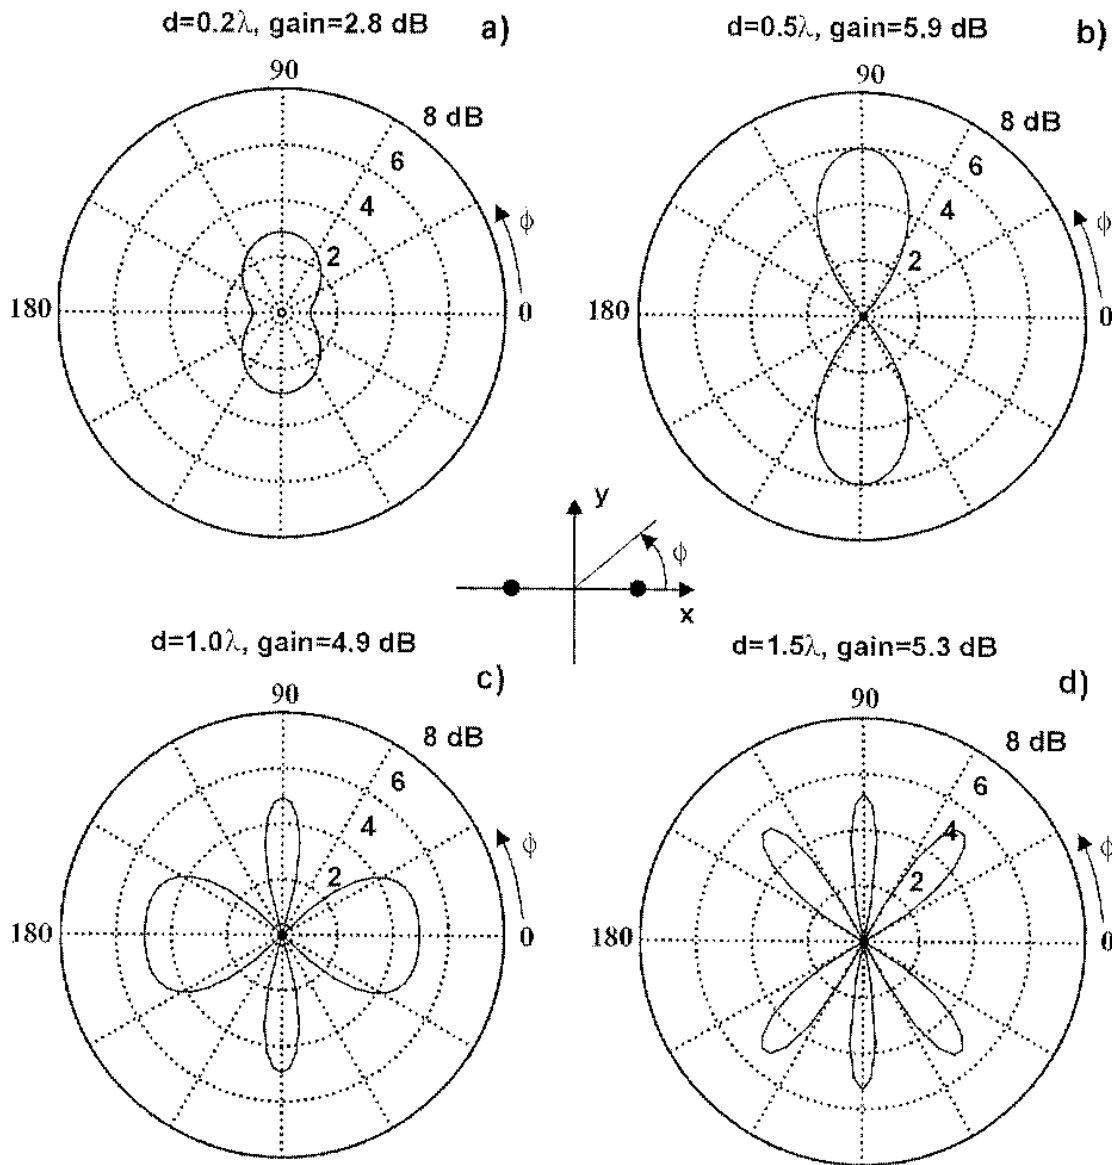 d=0.2λ, gain=2.8 dB
a)
90
8 dB
6
4
2
ϕ
180
0
d=0.5λ, gain=5.9 dB
b)
90
8 dB
6
4
2
ϕ
180
0
y
ϕ
x
d=1.0λ, gain=4.9 dB
c)
90
8 dB
6
4
2
ϕ
180
0
d=1.5λ, gain=5.3 dB
d)
90
8 dB
6
4
2
ϕ
180
0